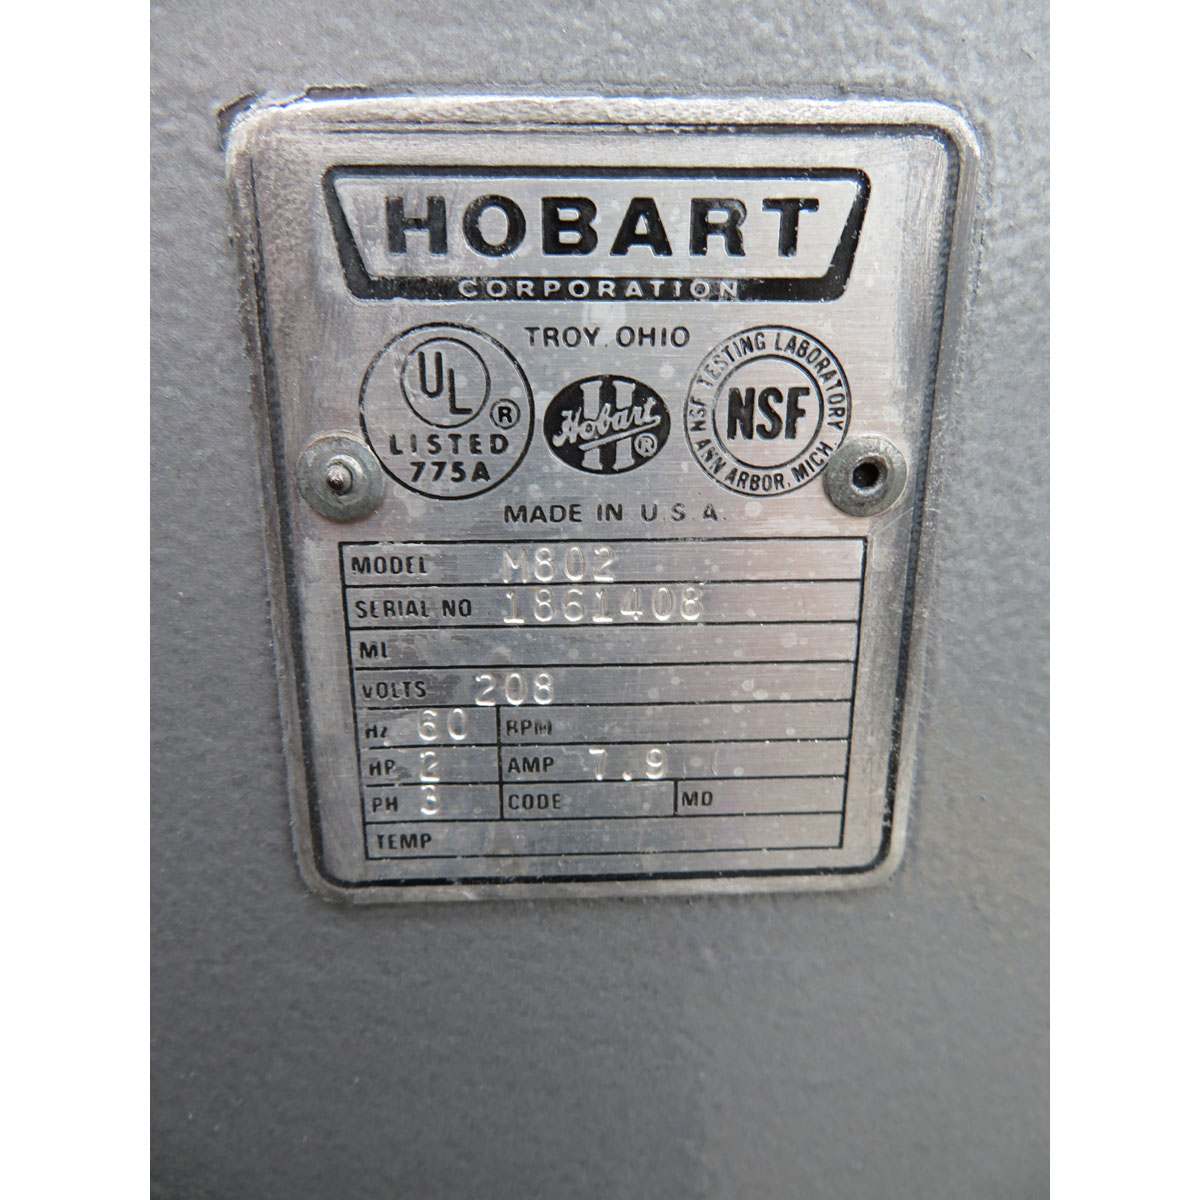 HOBART
CORPORATION
TROY, OHIO
UL
®
LISTED
775A
H
Hobart
®
NSF TESTING LABORATORY
NSF
ANN ARBOR, MICH.
MADE IN U.S.A.
MODEL M802
SERIAL NO 1861408
ML
VOLTS 208
Hz 60 RPM
HP 2 AMP 7.9
PH 3 CODE MD
TEMP